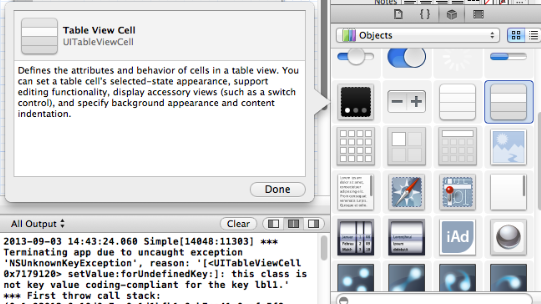 Notes
Table View Cell
UITableViewCell
Objects
Defines the attributes and behavior of cells in a table view. You
can set a table cell's selected-state appearance, support
editing functionality, display accessory views (such as a switch
control), and specify background appearance and content
indentation.
Done
iAd
All Output
Clear
2013-09-03 14:43:24.060 Simple[14048:11303] ***
Terminating app due to uncaught exception
'NSUnknownKeyException', reason: '[<UITableViewCell
0x7179120> setValue:forUndefinedKey:]: this class is
not key value coding-compliant for the key lbl1.'
*** First throw call stack: